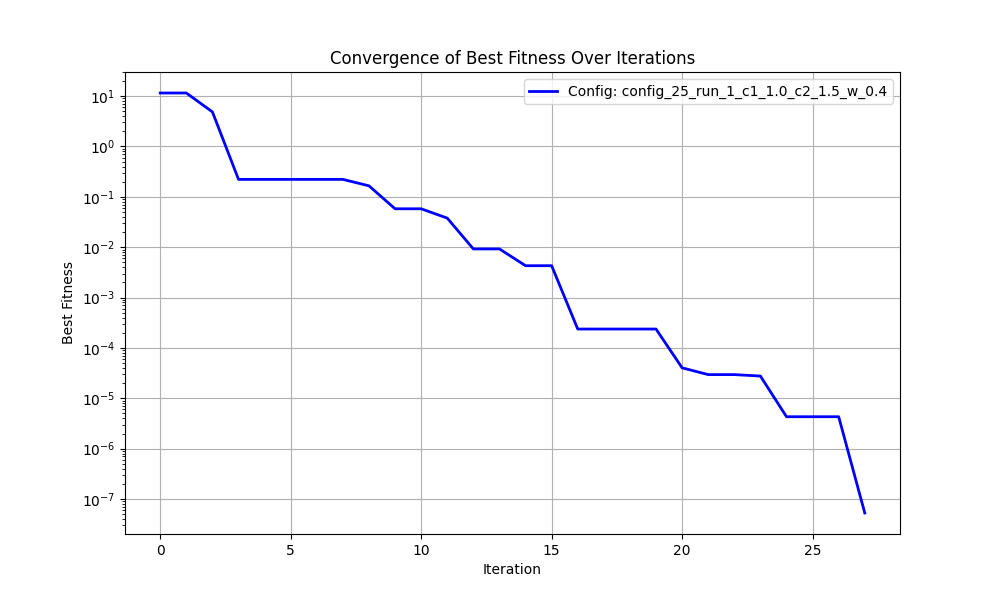 Convergence of Best Fitness Over Iterations
Config: config_25_run_1_c1_1.0_c2_1.5_w_0.4
Best Fitness
10¹
10⁰
10⁻¹
10⁻²
10⁻³
10⁻⁴
10⁻⁵
10⁻⁶
10⁻⁷
0 5 10 15 20 25
Iteration